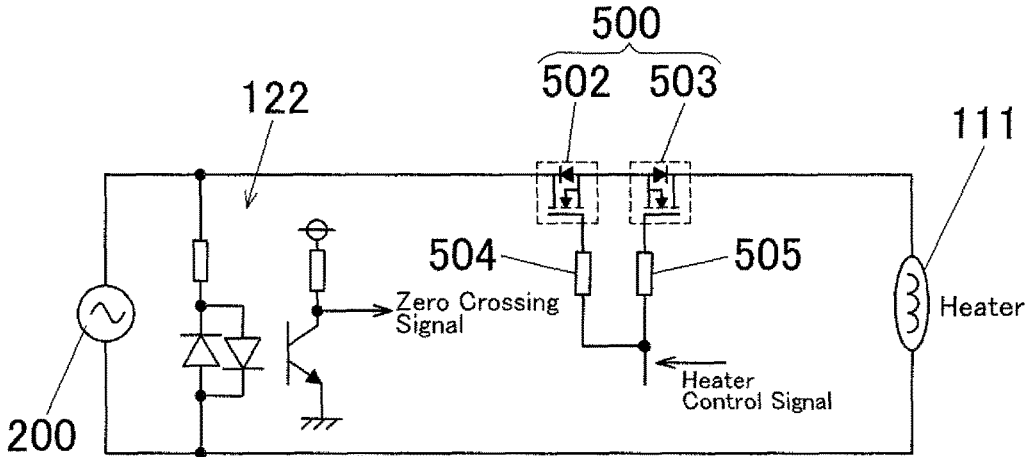 500
502 503
122
111
504
505
Zero Crossing
Signal
Heater
Heater
Control Signal
200